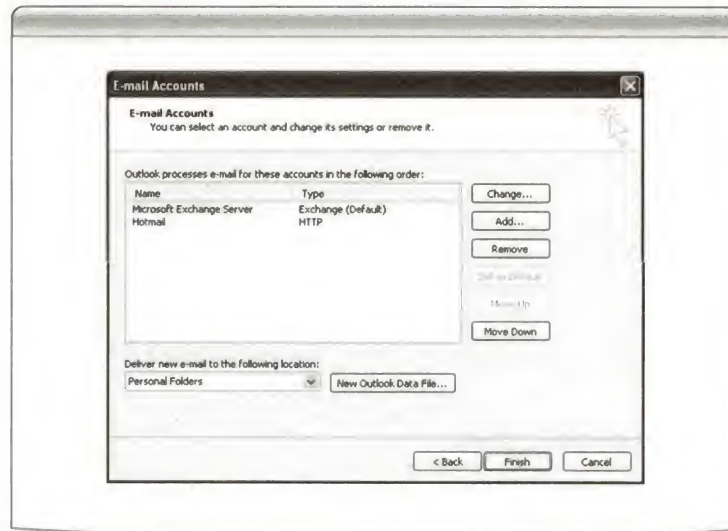 E-mail Accounts
E-mail Accounts
You can select an account and change its settings or remove it.
Outlook processes e-mail for these accounts in the following order:
Name Type
Microsoft Exchange Server Exchange (Default)
Hotmail HTTP
Change...
Add...
Remove
Set as Default
Move Up
Move Down
Deliver new e-mail to the following location:
Personal Folders New Outlook Data File...
< Back Finish Cancel